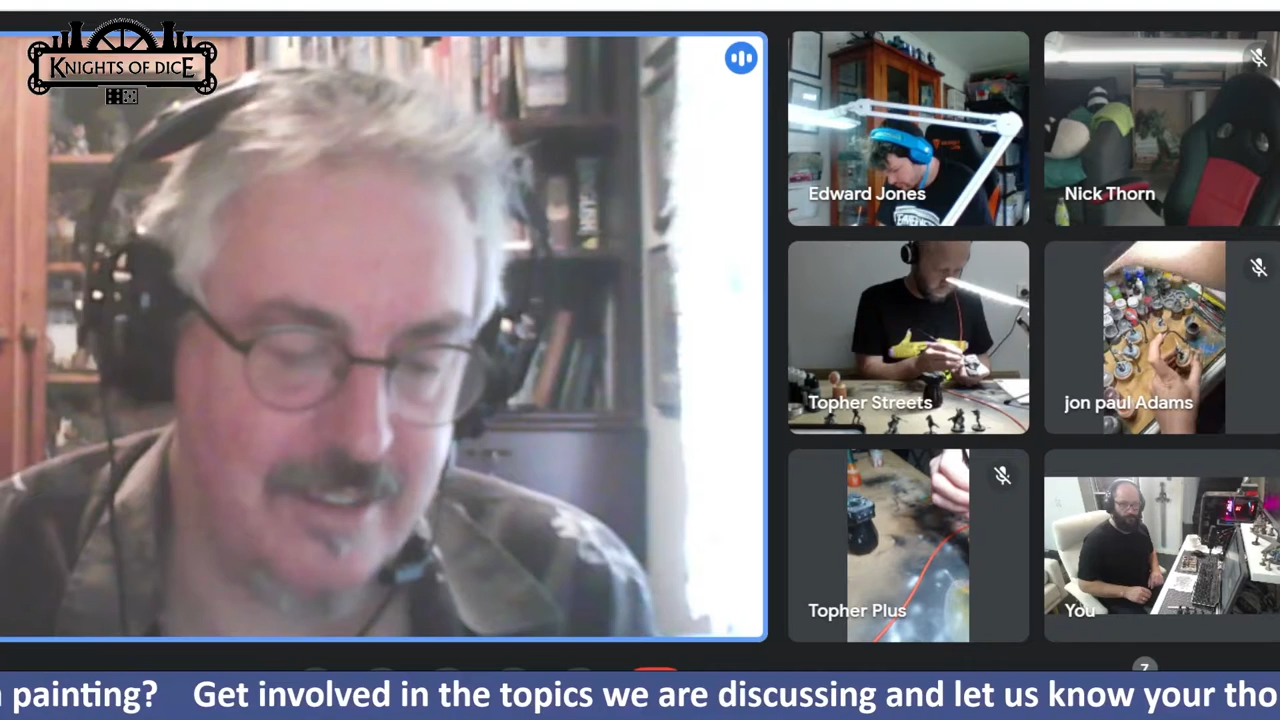 KNIGHTS OF DICE
Edward Jones
Nick Thorn
Topher Streets
jon paul Adams
Topher Plus
You
7
painting? Get involved in the topics we are discussing and let us know your tho